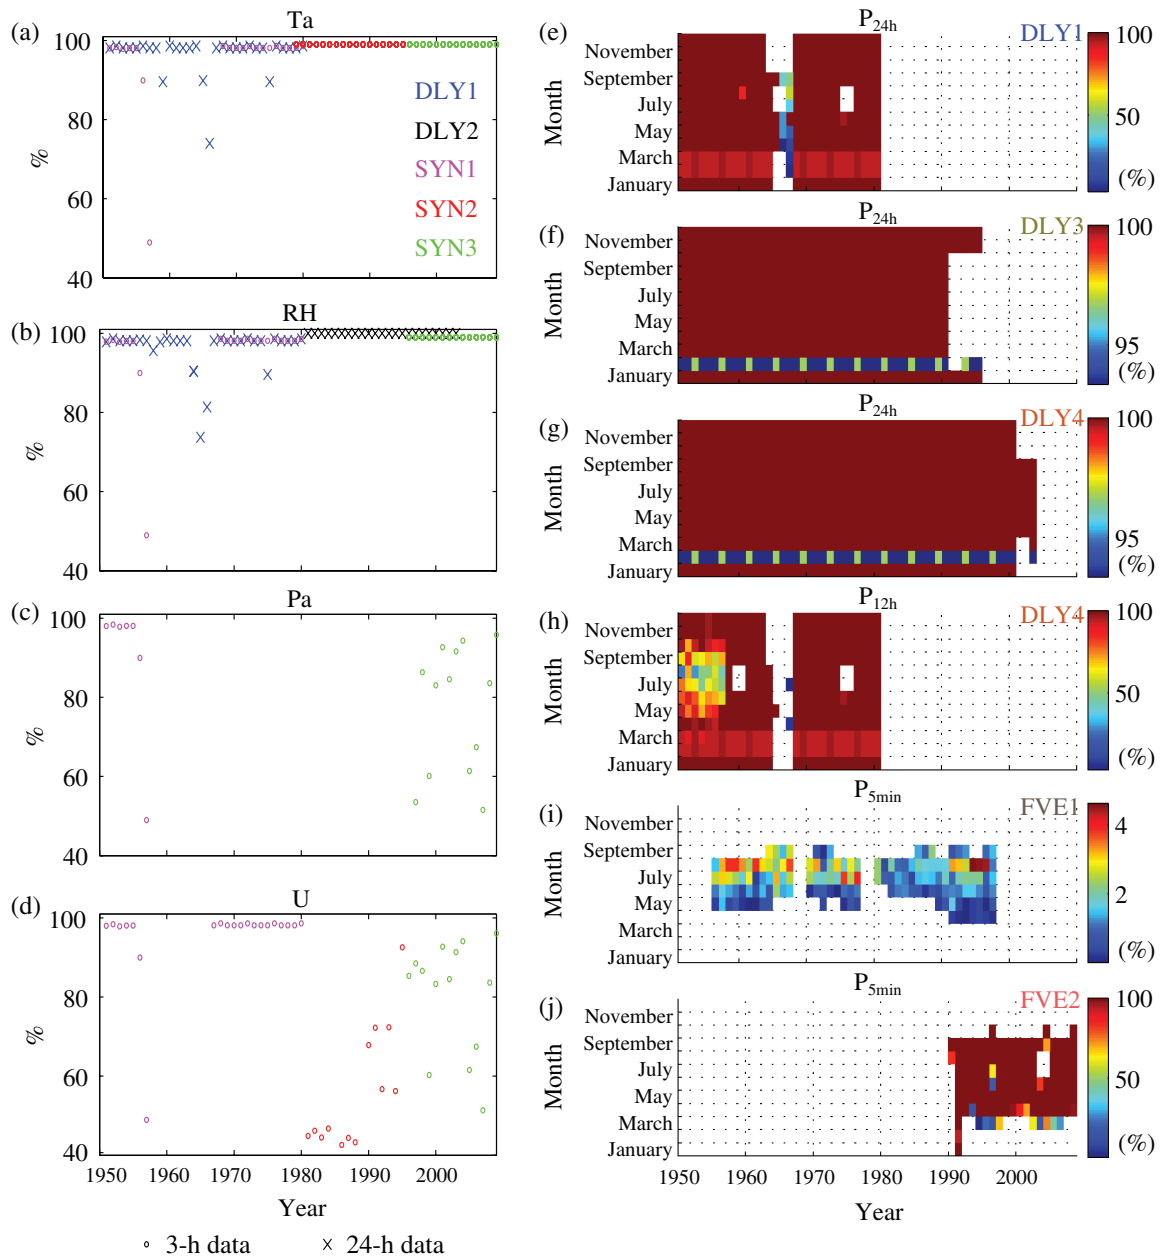 (a)
Ta
100
80
60
40
%
DLY1
DLY2
SYN1
SYN2
SYN3
(b)
RH
100
80
60
40
%
(c)
Pa
100
80
60
40
%
(d)
U
100
80
60
40
%
1950 1960 1970 1980 1990 2000
Year
3-h data 24-h data
(e)
P24h
DLY1
November
September
July
May
March
January
Month
100
50
(%)
(f)
P24h
DLY3
November
September
July
May
March
January
Month
100
95
(%)
(g)
P24h
DLY4
November
September
July
May
March
January
Month
100
95
(%)
(h)
P12h
DLY4
November
September
July
May
March
January
Month
100
50
(%)
(i)
P5min
FVE1
November
September
July
May
March
January
Month
4
2
(%)
(j)
P5min
FVE2
November
September
July
May
March
January
Month
100
50
(%)
1950 1960 1970 1980 1990 2000
Year